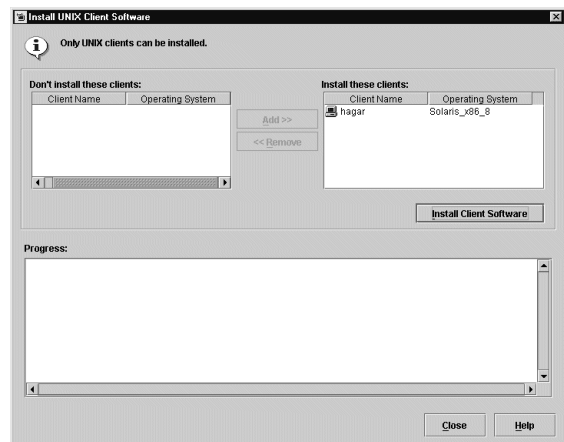 Install UNIX Client Software
Only UNIX clients can be installed.
Don't install these clients:
Client Name Operating System
Add >>
<< Remove
Install these clients:
Client Name Operating System
hagar Solaris_x86_8
Install Client Software
Progress:
Close Help